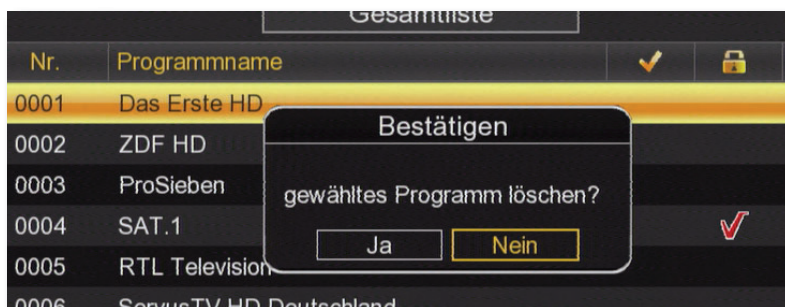 Gesamtliste
Nr. Programmname
0001 Das Erste HD
Bestätigen
0002 ZDF HD
0003 ProSieben
gewähltes Programm löschen?
0004 SAT.1
Ja Nein
0005 RTL Television
0006 ServusTV HD Deutschland